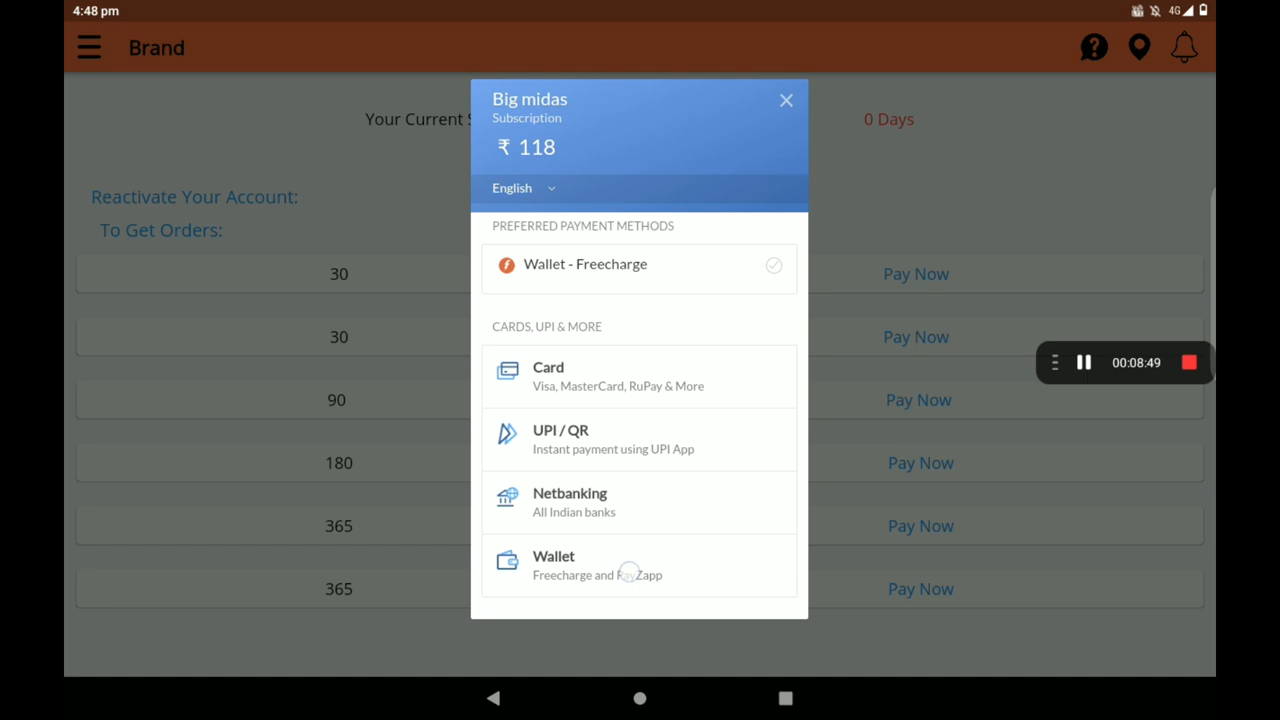 4:48 pm
4G
Brand
Your Current S
0 Days
Big midas
Subscription
₹ 118
English
Reactivate Your Account:
To Get Orders:
PREFERRED PAYMENT METHODS
Wallet - Freecharge
CARDS, UPI & MORE
Card
Visa, MasterCard, RuPay & More
UPI / QR
Instant payment using UPI App
Netbanking
All Indian banks
Wallet
Freecharge and PayZapp
30 Pay Now
30 Pay Now
90 Pay Now
180 Pay Now
365 Pay Now
365 Pay Now
00:08:49